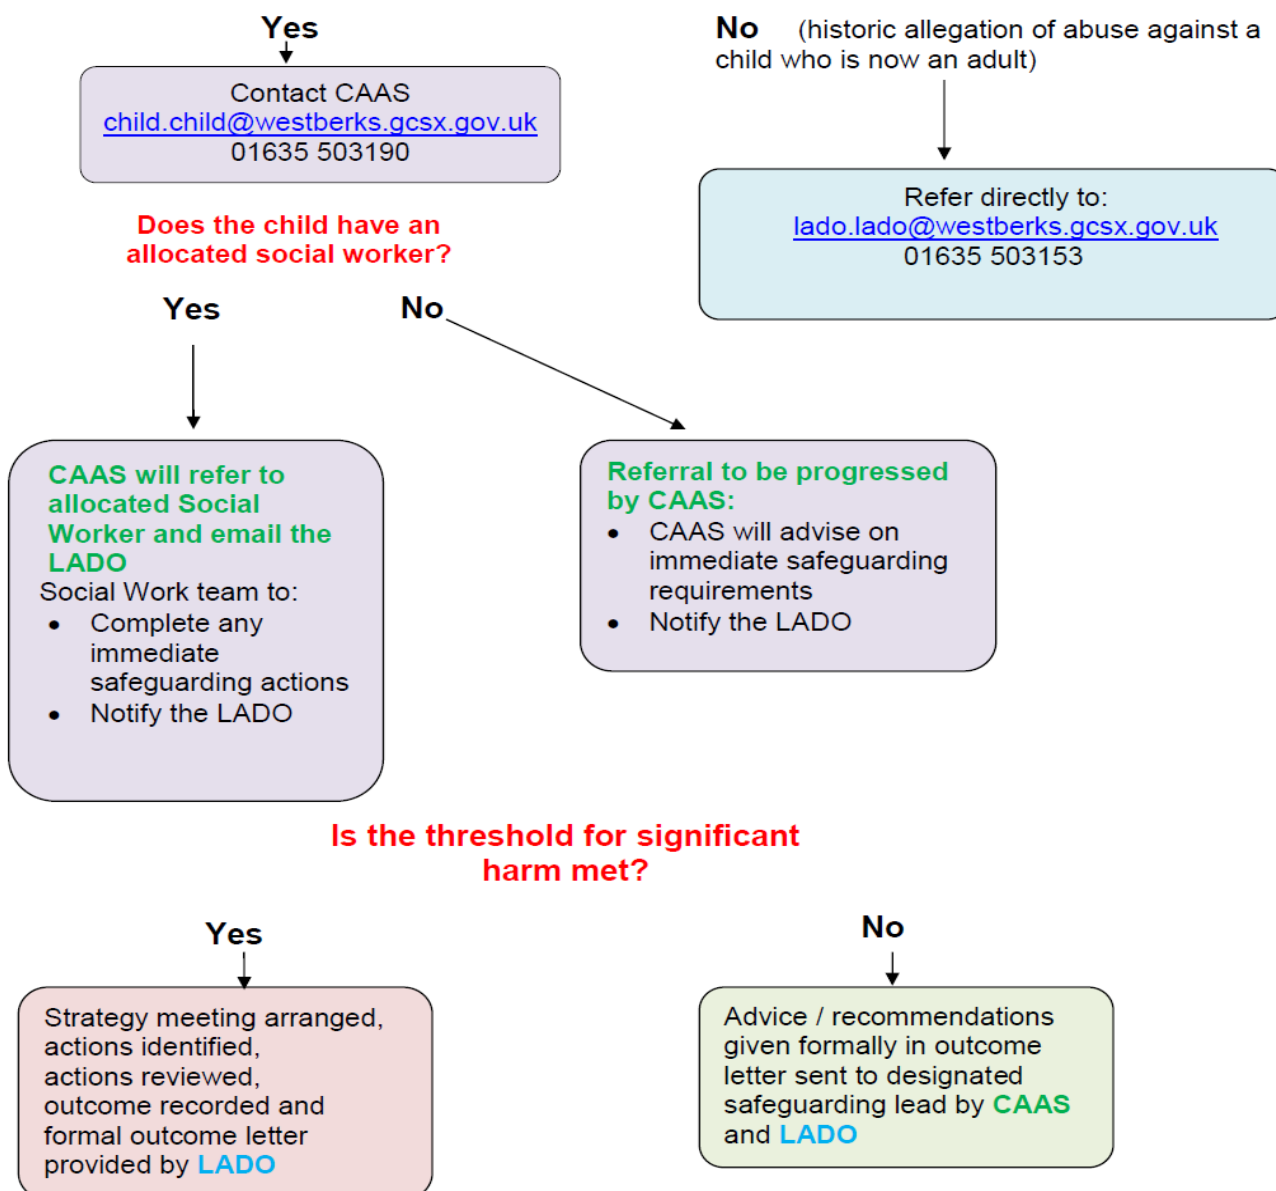 Yes
Contact CAAS
child.child@westberks.gcsx.gov.uk
01635 503190
No (historic allegation of abuse against a
child who is now an adult)
Refer directly to:
lado.lado@westberks.gcsx.gov.uk
01635 503153
Does the child have an
allocated social worker?
Yes
No
CAAS will refer to
allocated Social
Worker and email the
LADO
Social Work team to:
• Complete any
immediate
safeguarding actions
• Notify the LADO
Referral to be progressed
by CAAS:
• CAAS will advise on
immediate safeguarding
requirements
• Notify the LADO
Is the threshold for significant
harm met?
Yes
Strategy meeting arranged,
actions identified,
actions reviewed,
outcome recorded and
formal outcome letter
provided by LADO
No
Advice / recommendations
given formally in outcome
letter sent to designated
safeguarding lead by CAAS
and LADO